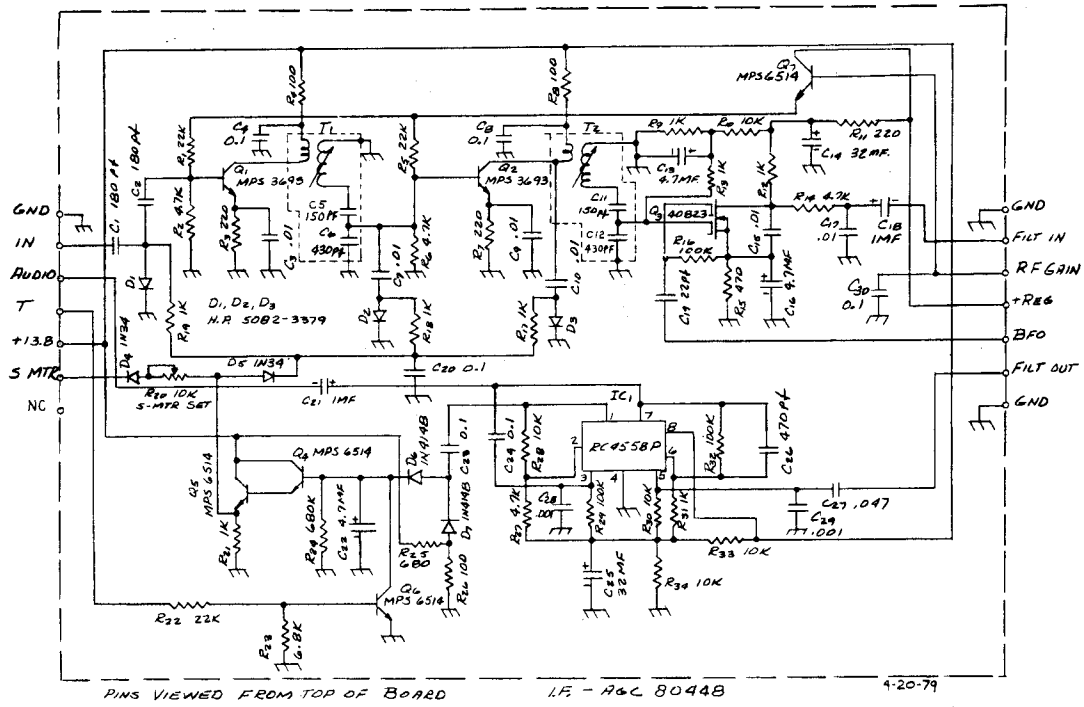 Q7
MPS6514
R4 100
R8 100
C4
0.1
T1
C8
0.1
T2
R9 1K
R10 10K
R11 220
C14 32MF.
C13
4.7MF.
R1 22K
R5 22K
C1 180 Pf
C2 180 Pf
Q1
MPS 3693
Q2
MPS 3693
R13 1K
R12 1K
C5
150Pf
C11
150Pf
R2 4.7K
R3 220
C3 .01
C6
430Pf
R6 4.7K
R7 220
C9 .01
C12
430Pf
Q3
40823
R14 4.7K
C15 .01
C17
.01
C18
1MF
GND
IN
AUDIO
T
+13.8
S MTR
NC
GND
FILT IN
RF GAIN
+REG
BFO
FILT OUT
GND
D1
D1, D2, D3
H.P. 5082-3379
R19 1K
C7 .01
D2
R18 1K
R17 1K
C10
.01
D3
R16
100K
C19 22Pf
R15 470
C16 4.7MF
C30
0.1
D4 1N34
D5 1N34
R20 10K
S-MTR SET
C20 0.1
C21 1MF
IC1
RC4558P
1
7
2
8
6
3
4
5
R28 10K
C24 0.1
R32 100K
C26 470Pf
Q4 MPS 6514
Q5
MPS 6514
D6
1N4148
C23 0.1
D7 1N4148
R27 4.7K
C28
.001
R29 100K
R30 10K
R31 1K
C27 .047
C29
.001
R21 1K
R24 680K
C22 4.7MF
R25
680
R26 100
C25
32MF
R33 10K
R34 10K
Q6
MPS 6514
R22 22K
R23
6.8K
PINS VIEWED FROM TOP OF BOARD
I.F. - AGC 80448
4-20-79